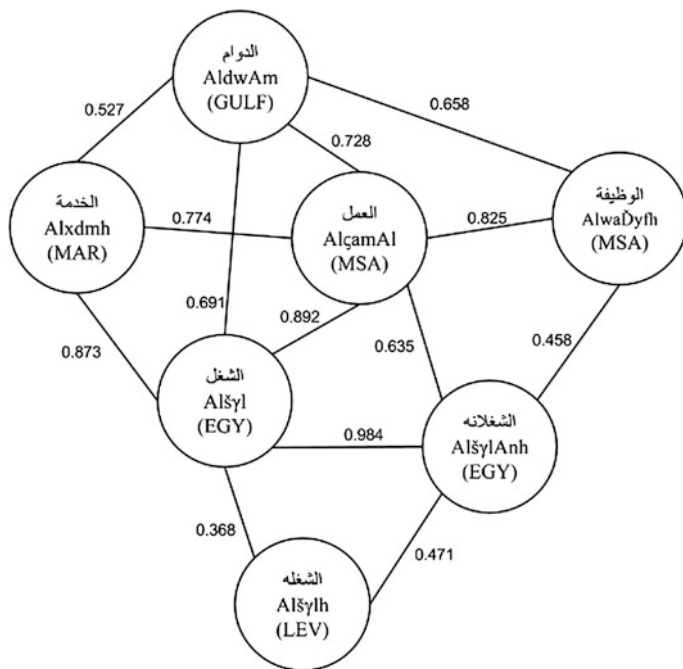 الدوام
AldwAm
(GULF)
0.527
0.658
0.728
الخدمة
Alxdmh
(MAR)
0.774
العمل
AlçamAl
(MSA)
0.825
الوظيفة
AlwaĎyfh
(MSA)
0.691
0.892
0.635
0.458
0.873
الشغل
Alšγl
(EGY)
0.984
الشغلانه
AlšγlAnh
(EGY)
0.368
0.471
الشغله
Alšγlh
(LEV)